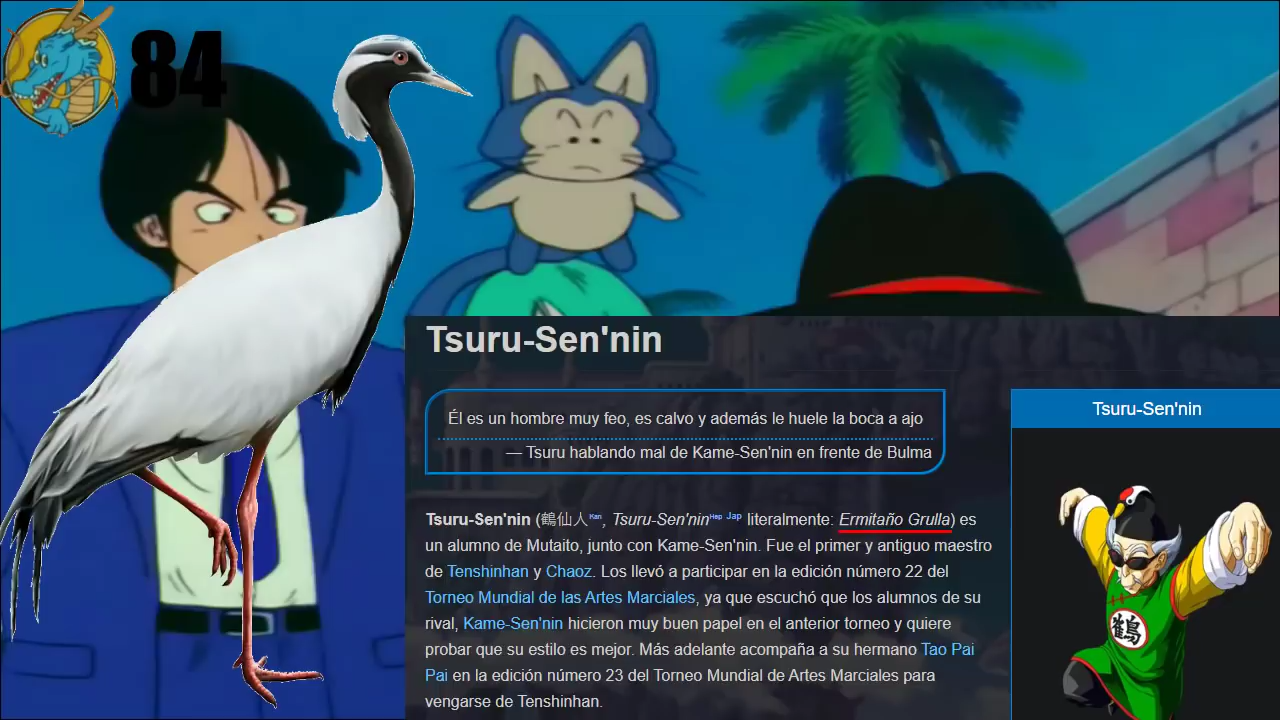 84
Tsuru-Sen'nin
Él es un hombre muy feo, es calvo y además le huele la boca a ajo
— Tsuru hablando mal de Kame-Sen'nin en frente de Bulma
Tsuru-Sen'nin (鶴仙人Kan, Tsuru-Sen'ninHep Jap literalmente: Ermitaño Grulla) es
un alumno de Mutaito, junto con Kame-Sen'nin. Fue el primer y antiguo maestro
de Tenshinhan y Chaoz. Los llevó a participar en la edición número 22 del
Torneo Mundial de las Artes Marciales, ya que escuchó que los alumnos de su
rival, Kame-Sen'nin hicieron muy buen papel en el anterior torneo y quiere
probar que su estilo es mejor. Más adelante acompaña a su hermano Tao Pai
Pai en la edición número 23 del Torneo Mundial de Artes Marciales para
vengarse de Tenshinhan.
Tsuru-Sen'nin
鶴